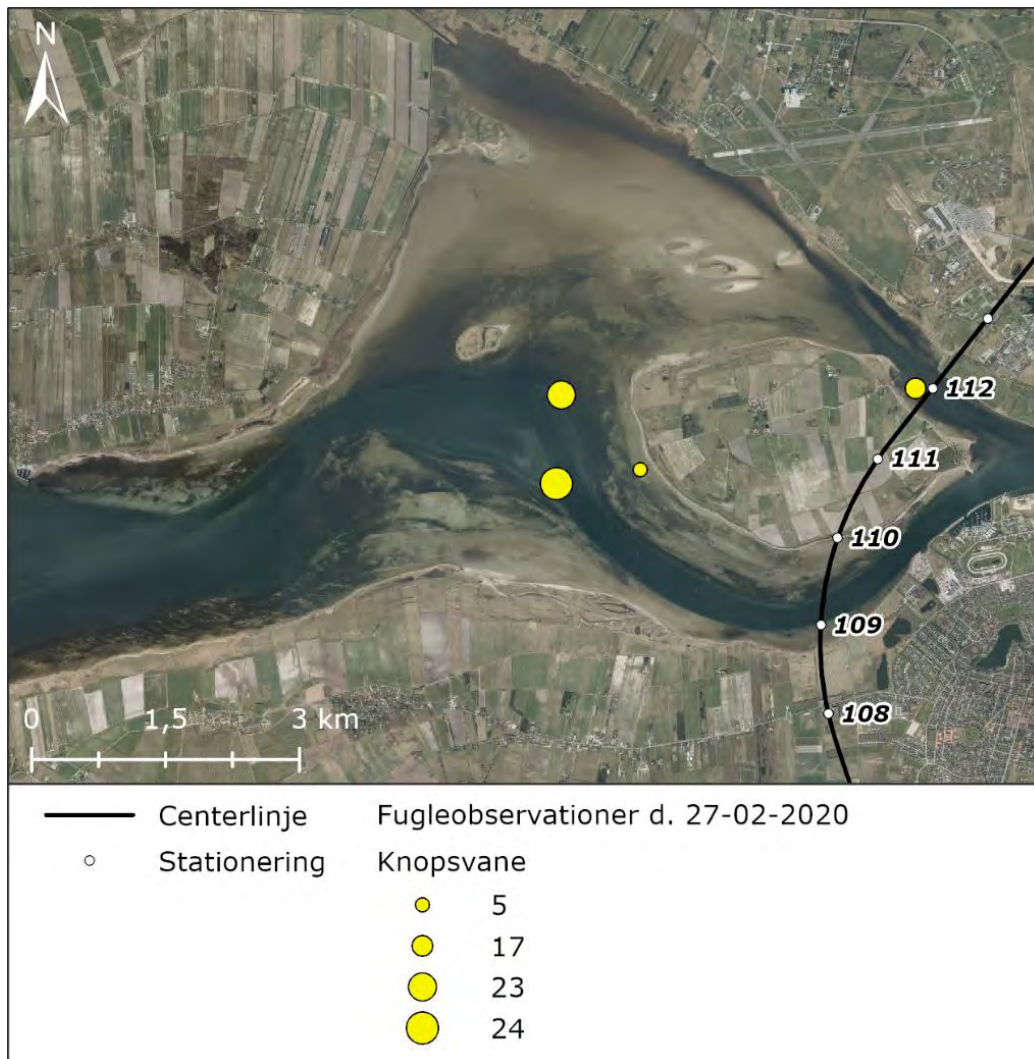 N
112
111
110
109
108
0 1,5 3 km
Centerlinje
Stationering
Fugleobservationer d. 27-02-2020
Knopsvane
5
17
23
24